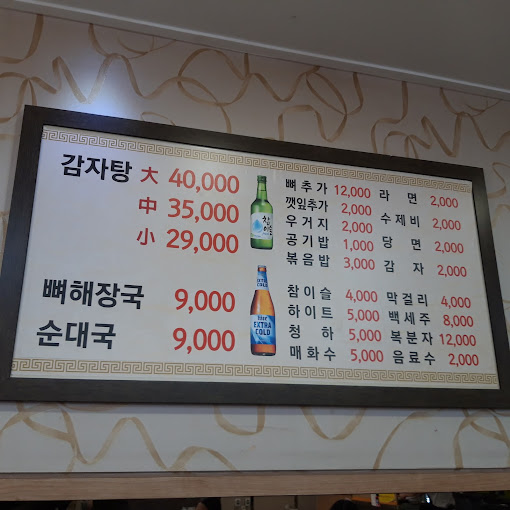 감자탕 大 40,000
中 35,000
小 29,000
뼈해장국 9,000
순대국 9,000
참이슬
EXTRA
COLD
뼈추가 12,000 라면 2,000
깻잎추가 2,000 수제비 2,000
우거지 2,000 당면 2,000
공기밥 1,000 감자 2,000
볶음밥 3,000
참이슬 4,000 막걸리 4,000
하이트 5,000 백세주 8,000
청하 5,000 복분자 12,000
매화수 5,000 음료수 2,000